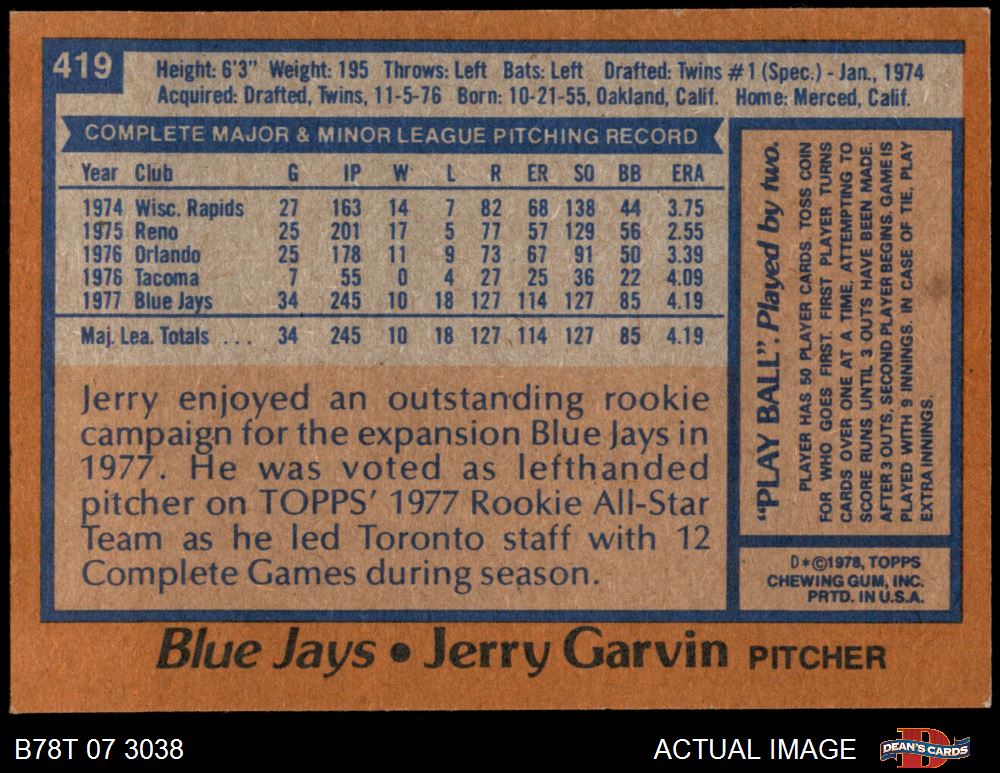 419
Height: 6'3" Weight: 195 Throws: Left Bats: Left Drafted: Twins #1 (Spec.) - Jan., 1974
Acquired: Drafted, Twins, 11-5-76 Born: 10-21-55, Oakland, Calif. Home: Merced, Calif.
COMPLETE MAJOR & MINOR LEAGUE PITCHING RECORD
Year Club G IP W L R ER SO BB ERA
1974 Wisc. Rapids 27 163 14 7 82 68 138 44 3.75
1975 Reno 25 201 17 5 77 57 129 56 2.55
1976 Orlando 25 178 11 9 73 67 91 50 3.39
1976 Tacoma 7 55 0 4 27 25 36 22 4.09
1977 Blue Jays 34 245 10 18 127 114 127 85 4.19
Maj. Lea. Totals ... 34 245 10 18 127 114 127 85 4.19
Jerry enjoyed an outstanding rookie
campaign for the expansion Blue Jays in
1977. He was voted as lefthanded
pitcher on TOPPS' 1977 Rookie All-Star
Team as he led Toronto staff with 12
Complete Games during season.
"PLAY BALL". Played by two.
PLAYER HAS 50 PLAYER CARDS. TOSS COIN
FOR WHO GOES FIRST. FIRST PLAYER TURNS
CARDS OVER ONE AT A TIME, ATTEMPTING TO
SCORE RUNS UNTIL 3 OUTS HAVE BEEN MADE.
AFTER 3 OUTS, SECOND PLAYER BEGINS. GAME IS
PLAYED WITH 9 INNINGS. IN CASE OF TIE, PLAY
EXTRA INNINGS.
D*©1978, TOPPS
CHEWING GUM, INC.
PRTD. IN U.S.A.
Blue Jays • Jerry Garvin PITCHER
B78T 07 3038
ACTUAL IMAGE
DEAN'S CARDS